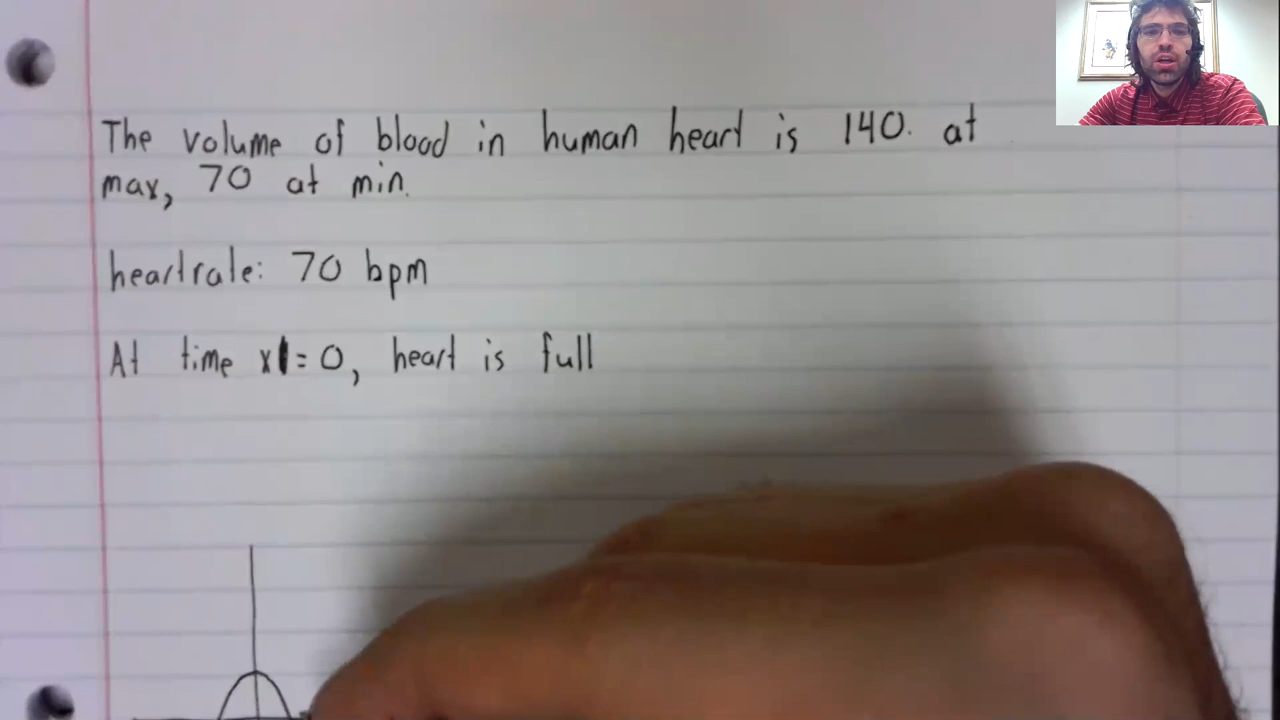 The volume of blood in human heart is 140. at
max, 70 at min.
heartrate: 70 bpm
At time x = 0, heart is full